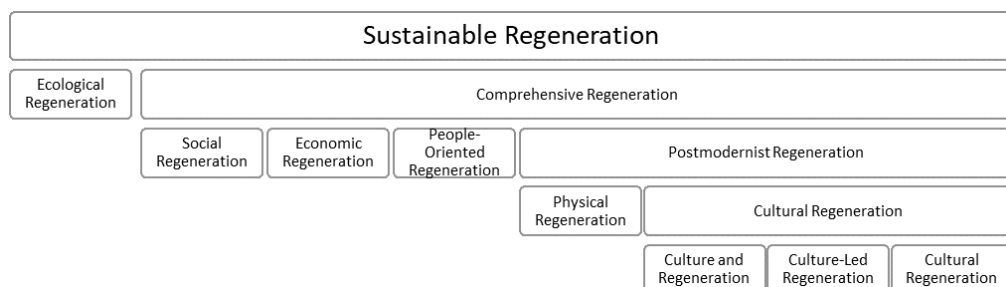 Sustainable Regeneration
Ecological
Regeneration
Comprehensive Regeneration
Social
Regeneration
Economic
Regeneration
People-
Oriented
Regeneration
Postmodernist Regeneration
Physical
Regeneration
Cultural Regeneration
Culture and
Regeneration
Culture-Led
Regeneration
Cultural
Regeneration